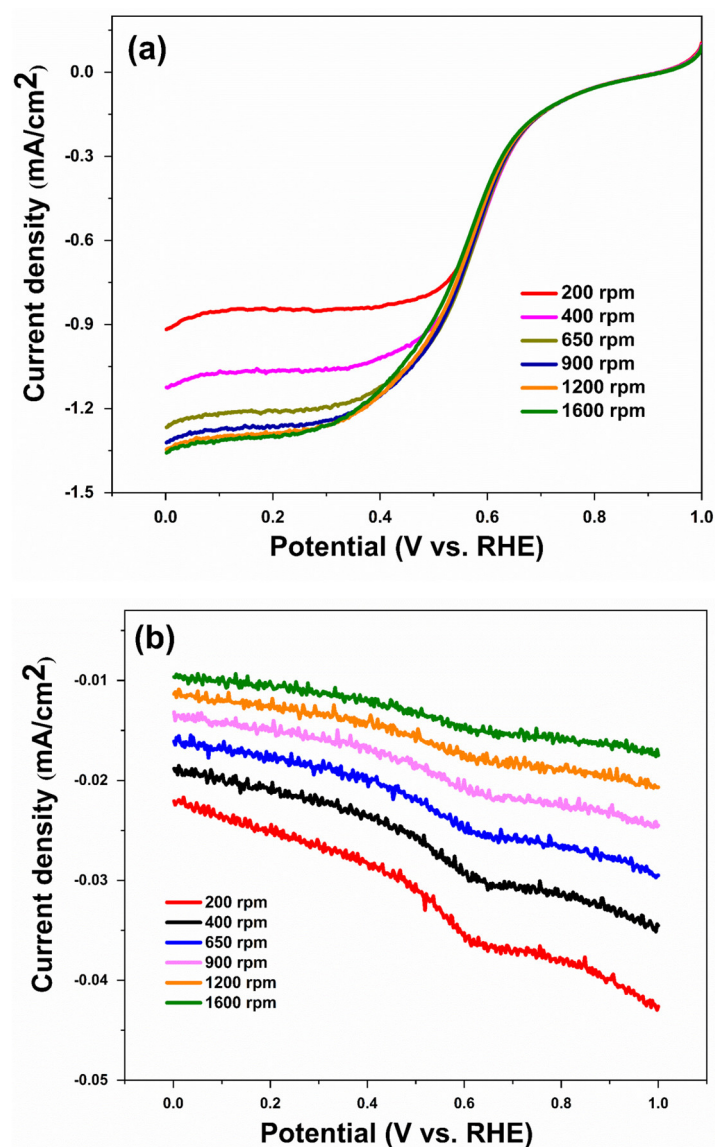 (a)
Current density (mA/cm2)
0.0
-0.3
-0.6
-0.9
-1.2
-1.5
200 rpm
400 rpm
650 rpm
900 rpm
1200 rpm
1600 rpm
0.0 0.2 0.4 0.6 0.8 1.0
Potential (V vs. RHE)
(b)
Current density (mA/cm2)
-0.01
-0.02
-0.03
-0.04
-0.05
200 rpm
400 rpm
650 rpm
900 rpm
1200 rpm
1600 rpm
0.0 0.2 0.4 0.6 0.8 1.0
Potential (V vs. RHE)